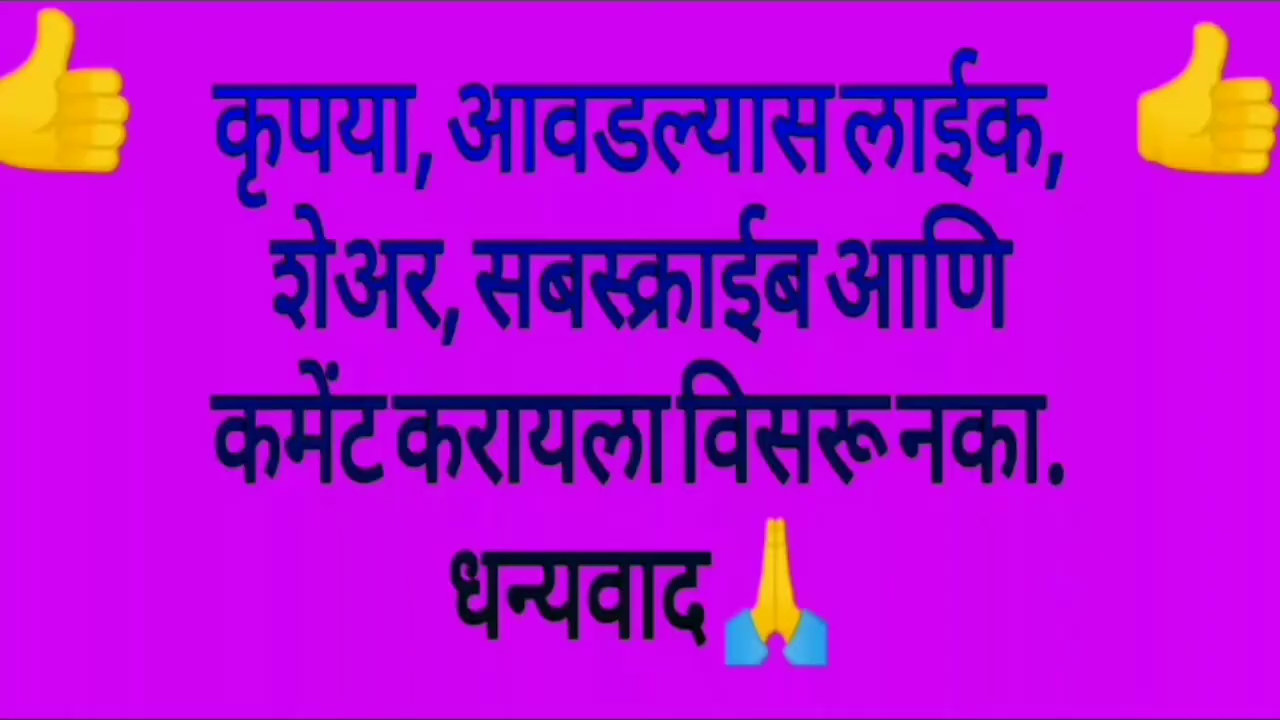 कृपया, आवडल्यास लाईक,
शेअर, सबस्क्राईब आणि
कमेंट करायला विसरू नका.
धन्यवाद🙏